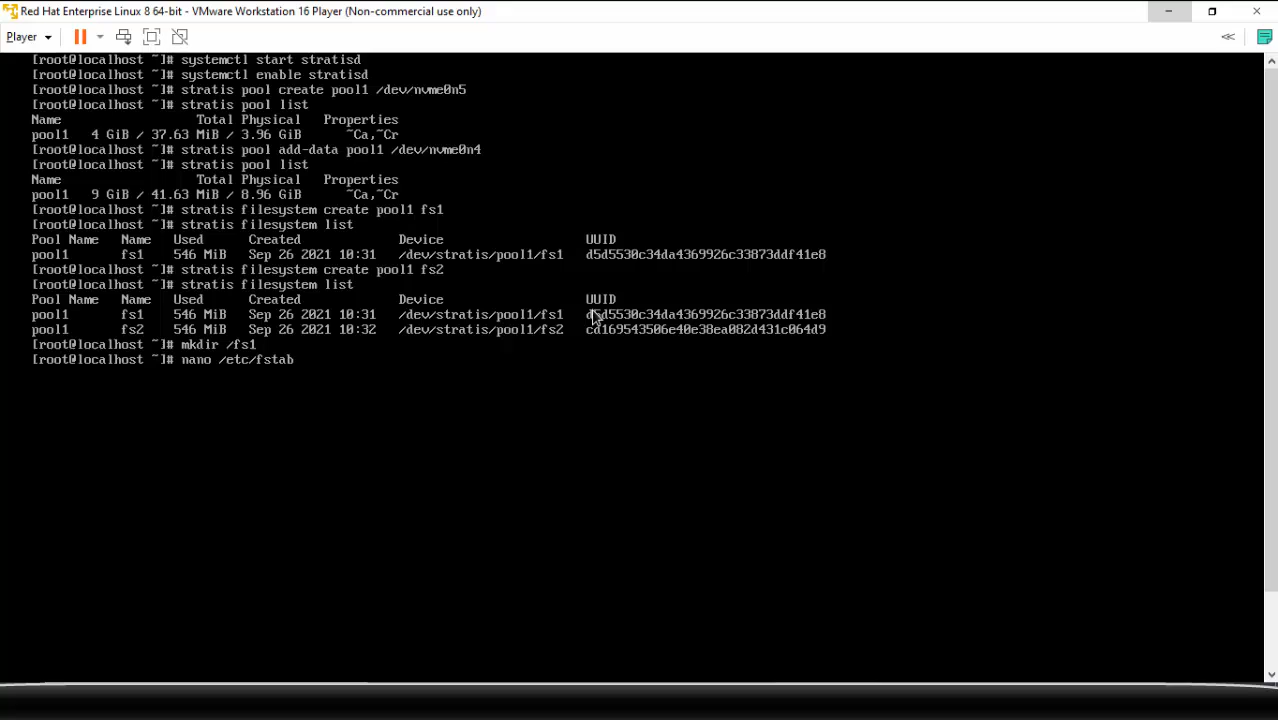 Red Hat Enterprise Linux 8 64-bit - VMware Workstation 16 Player (Non-commercial use only)
Player
[root@localhost ~]# systemctl start stratisd
[root@localhost ~]# systemctl enable stratisd
[root@localhost ~]# stratis pool create pool1 /dev/nvme0n5
[root@localhost ~]# stratis pool list
Name Total Physical Properties
pool1 4 GiB / 37.63 MiB / 3.96 GiB ~Ca,~Cr
[root@localhost ~]# stratis pool add-data pool1 /dev/nvme0n4
[root@localhost ~]# stratis pool list
Name Total Physical Properties
pool1 9 GiB / 41.63 MiB / 8.96 GiB ~Ca,~Cr
[root@localhost ~]# stratis filesystem create pool1 fs1
[root@localhost ~]# stratis filesystem list
Pool Name Name Used Created Device UUID
pool1 fs1 546 MiB Sep 26 2021 10:31 /dev/stratis/pool1/fs1 d5d5530c34da4369926c33873ddf41e8
[root@localhost ~]# stratis filesystem create pool1 fs2
[root@localhost ~]# stratis filesystem list
Pool Name Name Used Created Device UUID
pool1 fs1 546 MiB Sep 26 2021 10:31 /dev/stratis/pool1/fs1 d5d5530c34da4369926c33873ddf41e8
pool1 fs2 546 MiB Sep 26 2021 10:32 /dev/stratis/pool1/fs2 cd169543506e40e38ea082d431c064d9
[root@localhost ~]# mkdir /fs1
[root@localhost ~]# nano /etc/fstab